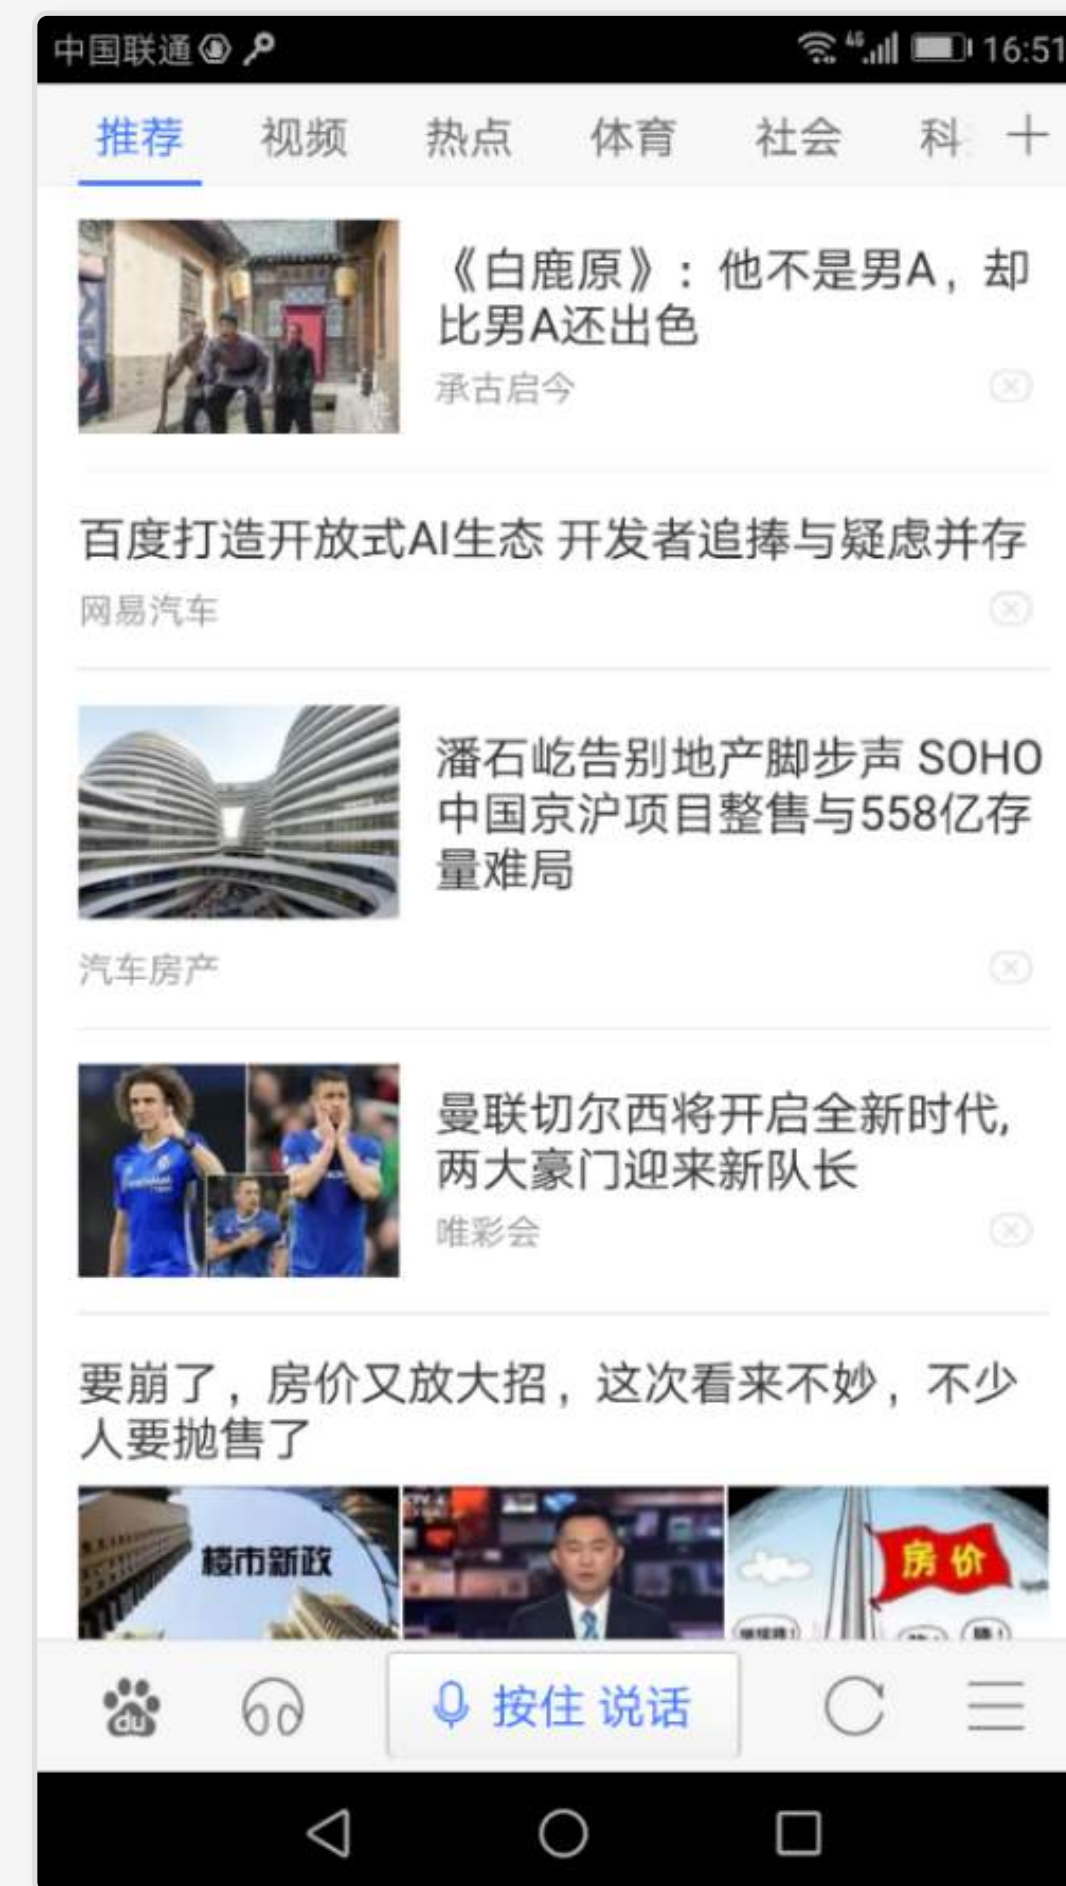 中国联通
4G
16:51
推荐 视频 热点 体育 社会 科
《白鹿原》：他不是男A，却
比男A还出色
承古启今
百度打造开放式AI生态 开发者追捧与疑虑并存
网易汽车
潘石屹告别地产脚步声 SOHO
中国京沪项目整售与558亿存
量难局
汽车房产
曼联切尔西将开启全新时代,
两大豪门迎来新队长
唯彩会
要崩了，房价又放大招，这次看来不妙，不少
人要抛售了
楼市新政
房价
du
按住 说话